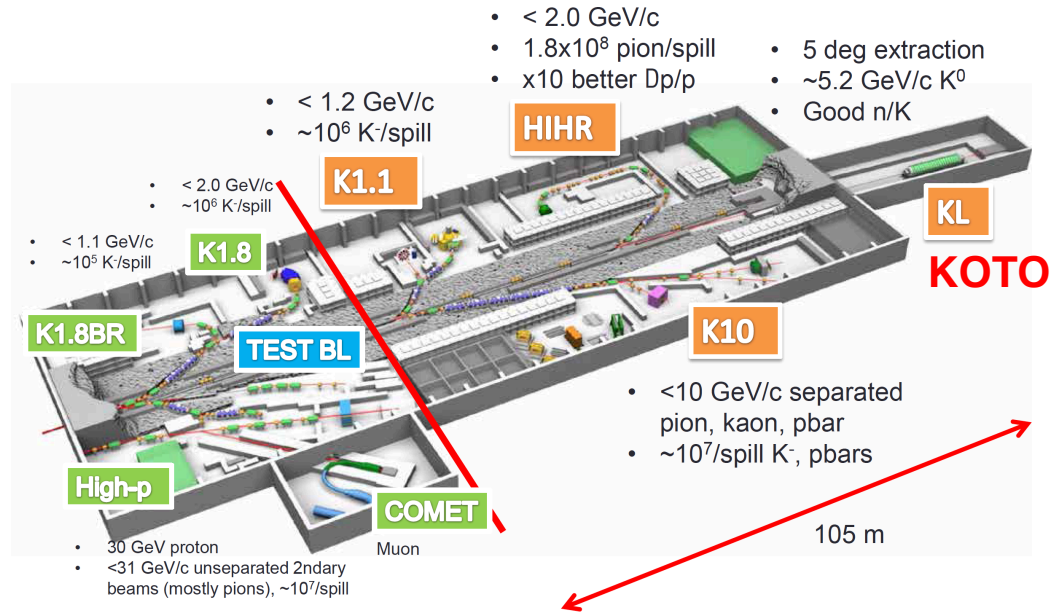 • < 2.0 GeV/c
• 1.8x10⁸ pion/spill
• x10 better Dp/p
HIHR
• 5 deg extraction
• ~5.2 GeV/c K⁰
• Good n/K
KL
KOTO
• < 1.2 GeV/c
• ~10⁶ K⁻/spill
K1.1
• < 2.0 GeV/c
• ~10⁶ K⁻/spill
K1.8
• < 1.1 GeV/c
• ~10⁵ K⁻/spill
K1.8BR
TEST BL
K10
• <10 GeV/c separated
pion, kaon, pbar
• ~10⁷/spill K⁻, pbars
High-p
COMET
• 30 GeV proton
• <31 GeV/c unseparated 2ndary
beams (mostly pions), ~10⁷/spill
Muon
105 m